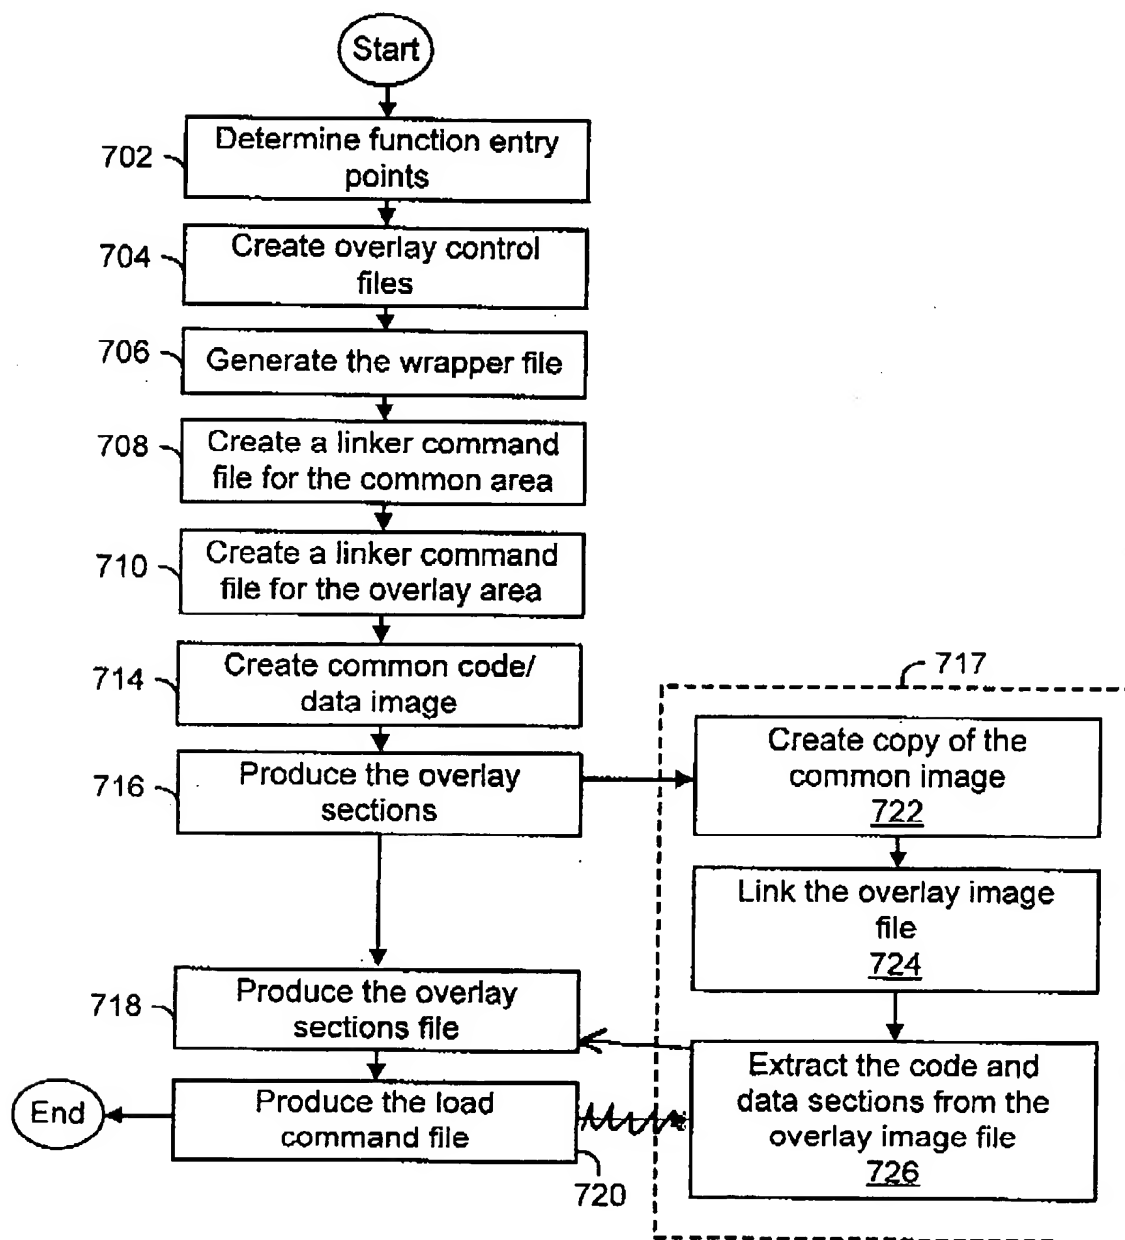 Start
702
Determine function entry
points
704
Create overlay control
files
706
Generate the wrapper file
708
Create a linker command
file for the common area
710
Create a linker command
file for the overlay area
714
Create common code/
data image
716
Produce the overlay
sections
717
Create copy of the
common image
722
Link the overlay image
file
724
718
Produce the overlay
sections file
Extract the code and
data sections from the
overlay image file
726
End
Produce the load
command file
720